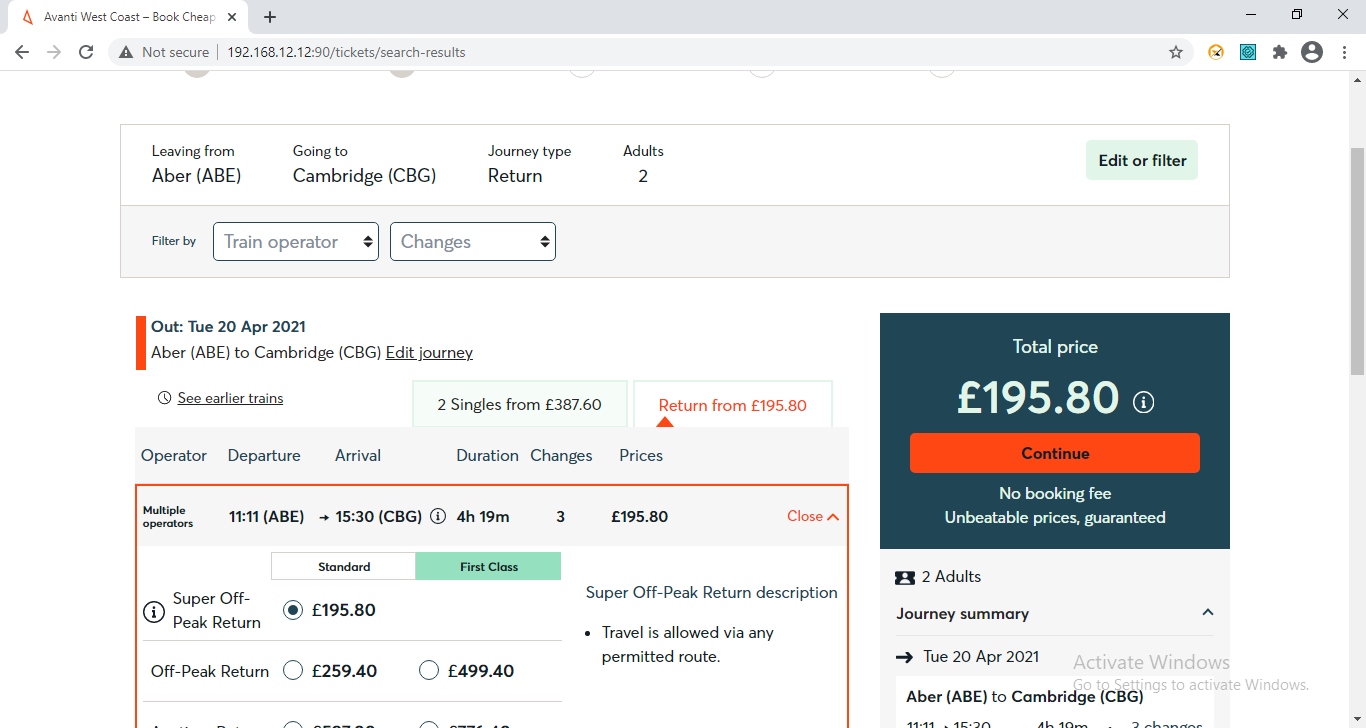 Avanti West Coast – Book Cheap
Not secure
192.168.12.12:90/tickets/search-results
Leaving from
Aber (ABE)
Going to
Cambridge (CBG)
Journey type
Return
Adults
2
Edit or filter
Filter by
Train operator
Changes
Out: Tue 20 Apr 2021
Aber (ABE) to Cambridge (CBG) Edit journey
See earlier trains
2 Singles from £387.60
Return from £195.80
Operator Departure Arrival Duration Changes Prices
Multiple
operators
11:11 (ABE) → 15:30 (CBG) 4h 19m 3 £195.80 Close
Standard First Class
Super Off-
Peak Return
£195.80
Off-Peak Return £259.40 £499.40
Super Off-Peak Return description
• Travel is allowed via any
permitted route.
Total price
£195.80
Continue
No booking fee
Unbeatable prices, guaranteed
2 Adults
Journey summary
→ Tue 20 Apr 2021
Aber (ABE) to Cambridge (CBG)
11:11 → 15:30 4h 19m 3 changes
Activate Windows
Go to Settings to activate Windows.